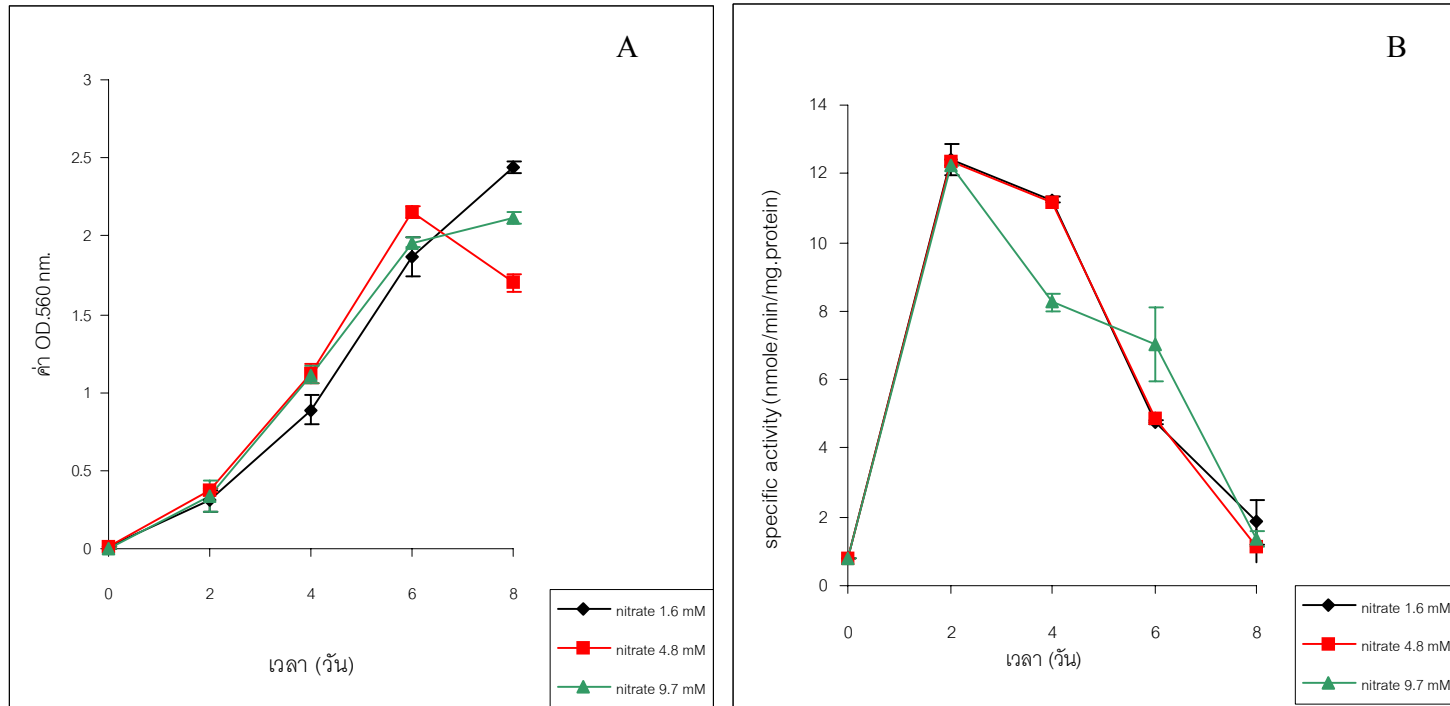 A
3
2.5
2
1.5
1
0.5
0
ค่า OD.560 nm.
0 2 4 6 8
เวลา (วัน)
nitrate 1.6 mM
nitrate 4.8 mM
nitrate 9.7 mM
B
14
12
10
8
6
4
2
0
specific activity (nmole/min/mg.protein)
0 2 4 6 8
เวลา (วัน)
nitrate 1.6 mM
nitrate 4.8 mM
nitrate 9.7 mM